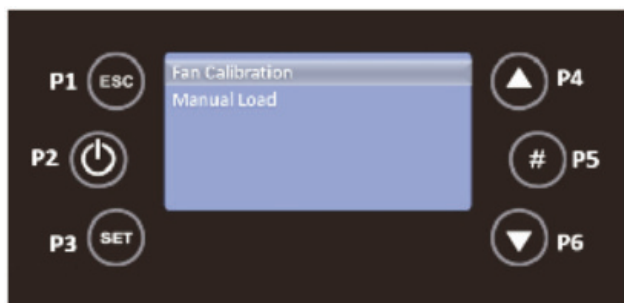 P1 ESC
Fan Calibration
Manual Load
P4
P2
# P5
P3 SET
P6